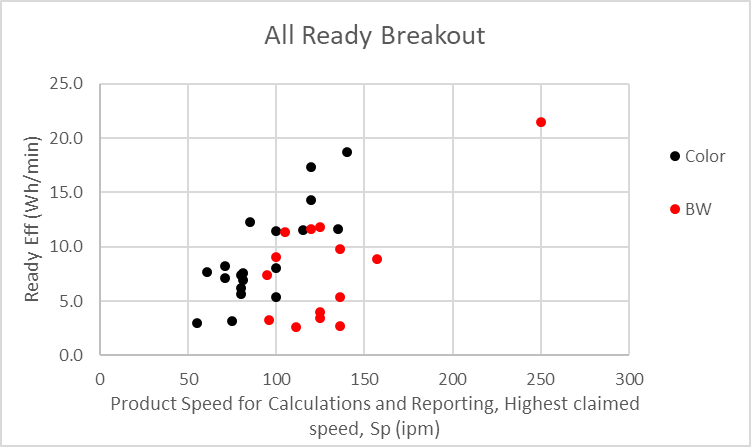 All Ready Breakout
25.0
20.0
15.0
10.0
5.0
0.0
Ready Eff (Wh/min)
0 50 100 150 200 250 300
Product Speed for Calculations and Reporting, Highest claimed
speed, Sp (ipm)
Color
BW